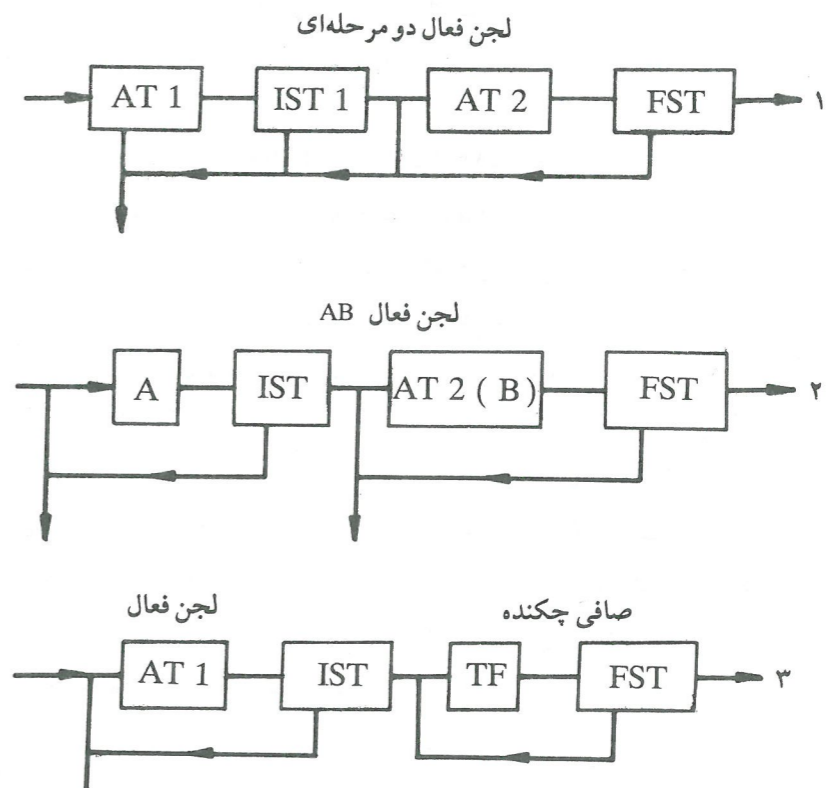 لجن فعال دو مرحله‌ای
AT 1 IST 1 AT 2 FST ۱
لجن فعال AB
A IST AT 2 ( B ) FST ۲
لجن فعال صافی چکنده
AT 1 IST TF FST ۳